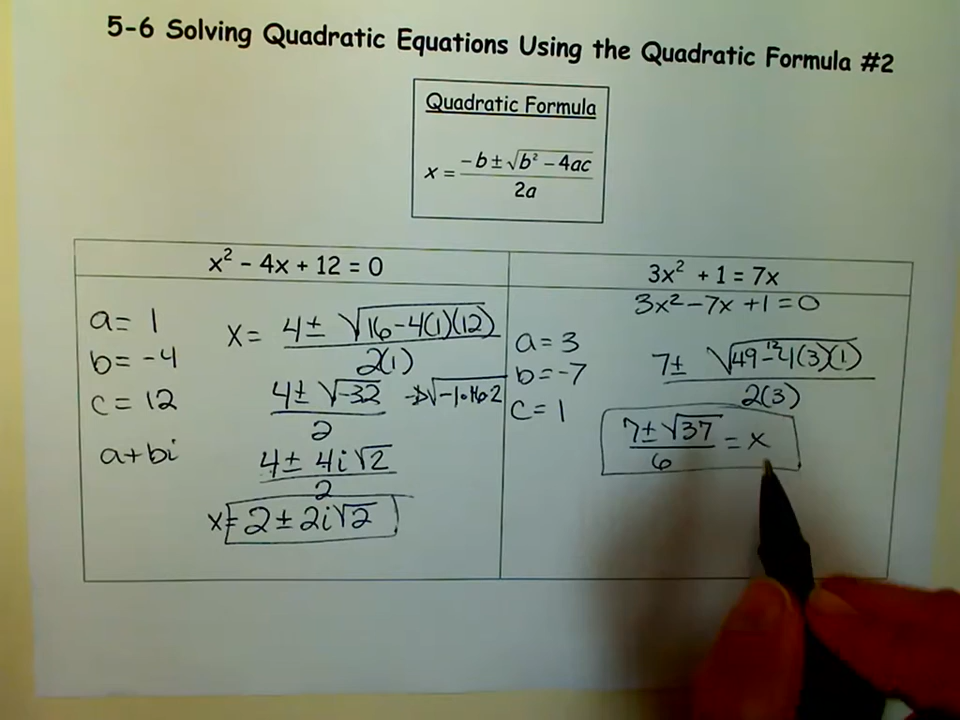 5-6 Solving Quadratic Equations Using the Quadratic Formula #2
Quadratic Formula
x = -b ± √b² - 4ac / 2a
x² - 4x + 12 = 0
a = 1
b = -4
c = 12
a + bi
x = 4 ± √16 - 4(1)(12) / 2(1)
4 ± √-32 / 2 → √-1·16·2
4 ± 4i√2 / 2
x = 2 ± 2i√2
3x² + 1 = 7x
3x² - 7x + 1 = 0
a = 3
b = -7
c = 1
7 ± √49 - 4(3)(1) / 2(3)
12
7 ± √37 / 6 = x